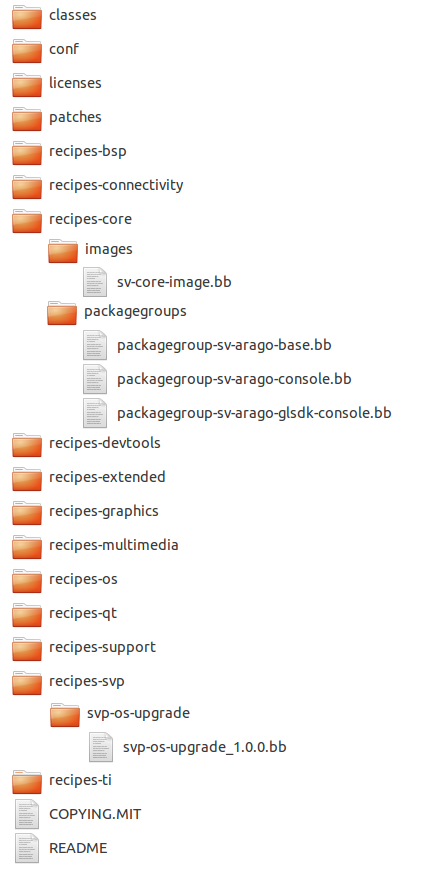 classes
conf
licenses
patches
recipes-bsp
recipes-connectivity
recipes-core
images
sv-core-image.bb
packagegroups
packagegroup-sv-arago-base.bb
packagegroup-sv-arago-console.bb
packagegroup-sv-arago-glsdk-console.bb
recipes-devtools
recipes-extended
recipes-graphics
recipes-multimedia
recipes-os
recipes-qt
recipes-support
recipes-svp
svp-os-upgrade
svp-os-upgrade_1.0.0.bb
recipes-ti
COPYING.MIT
README